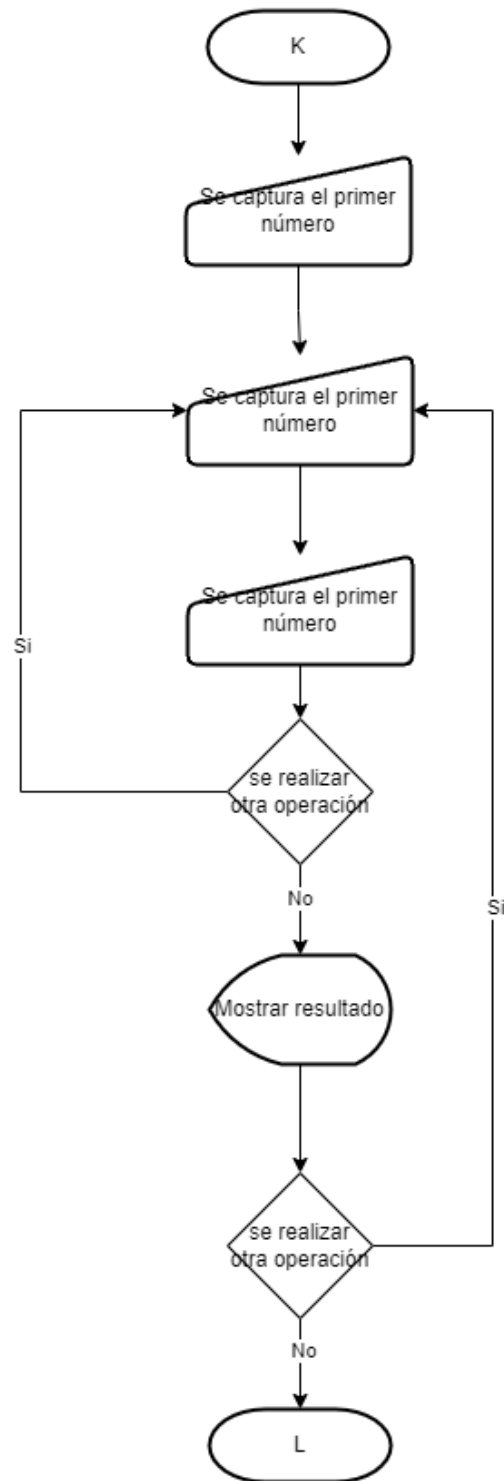 K
Se captura el primer
número
Se captura el primer
número
Se captura el primer
número
Si
se realizar
otra operación
No
Si
Mostrar resultado
se realizar
otra operación
No
L